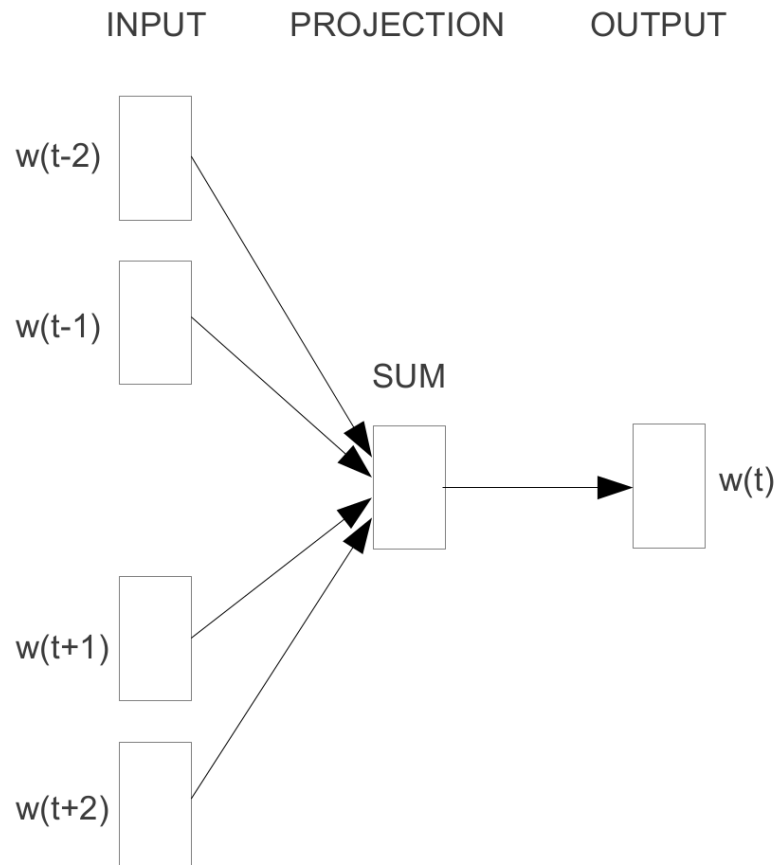 INPUT PROJECTION OUTPUT
w(t-2)
w(t-1)
SUM
w(t)
w(t+1)
w(t+2)